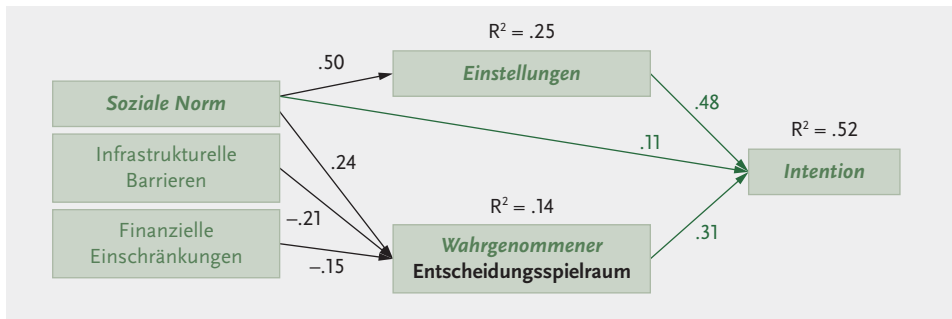 R² = .25
.50
Einstellungen
Soziale Norm
.48
R² = .52
.11
Infrastrukturelle
Barrieren
.24
Intention
–.21
R² = .14
Finanzielle
Einschränkungen
.31
Wahrgenommener
Entscheidungsspielraum
–.15